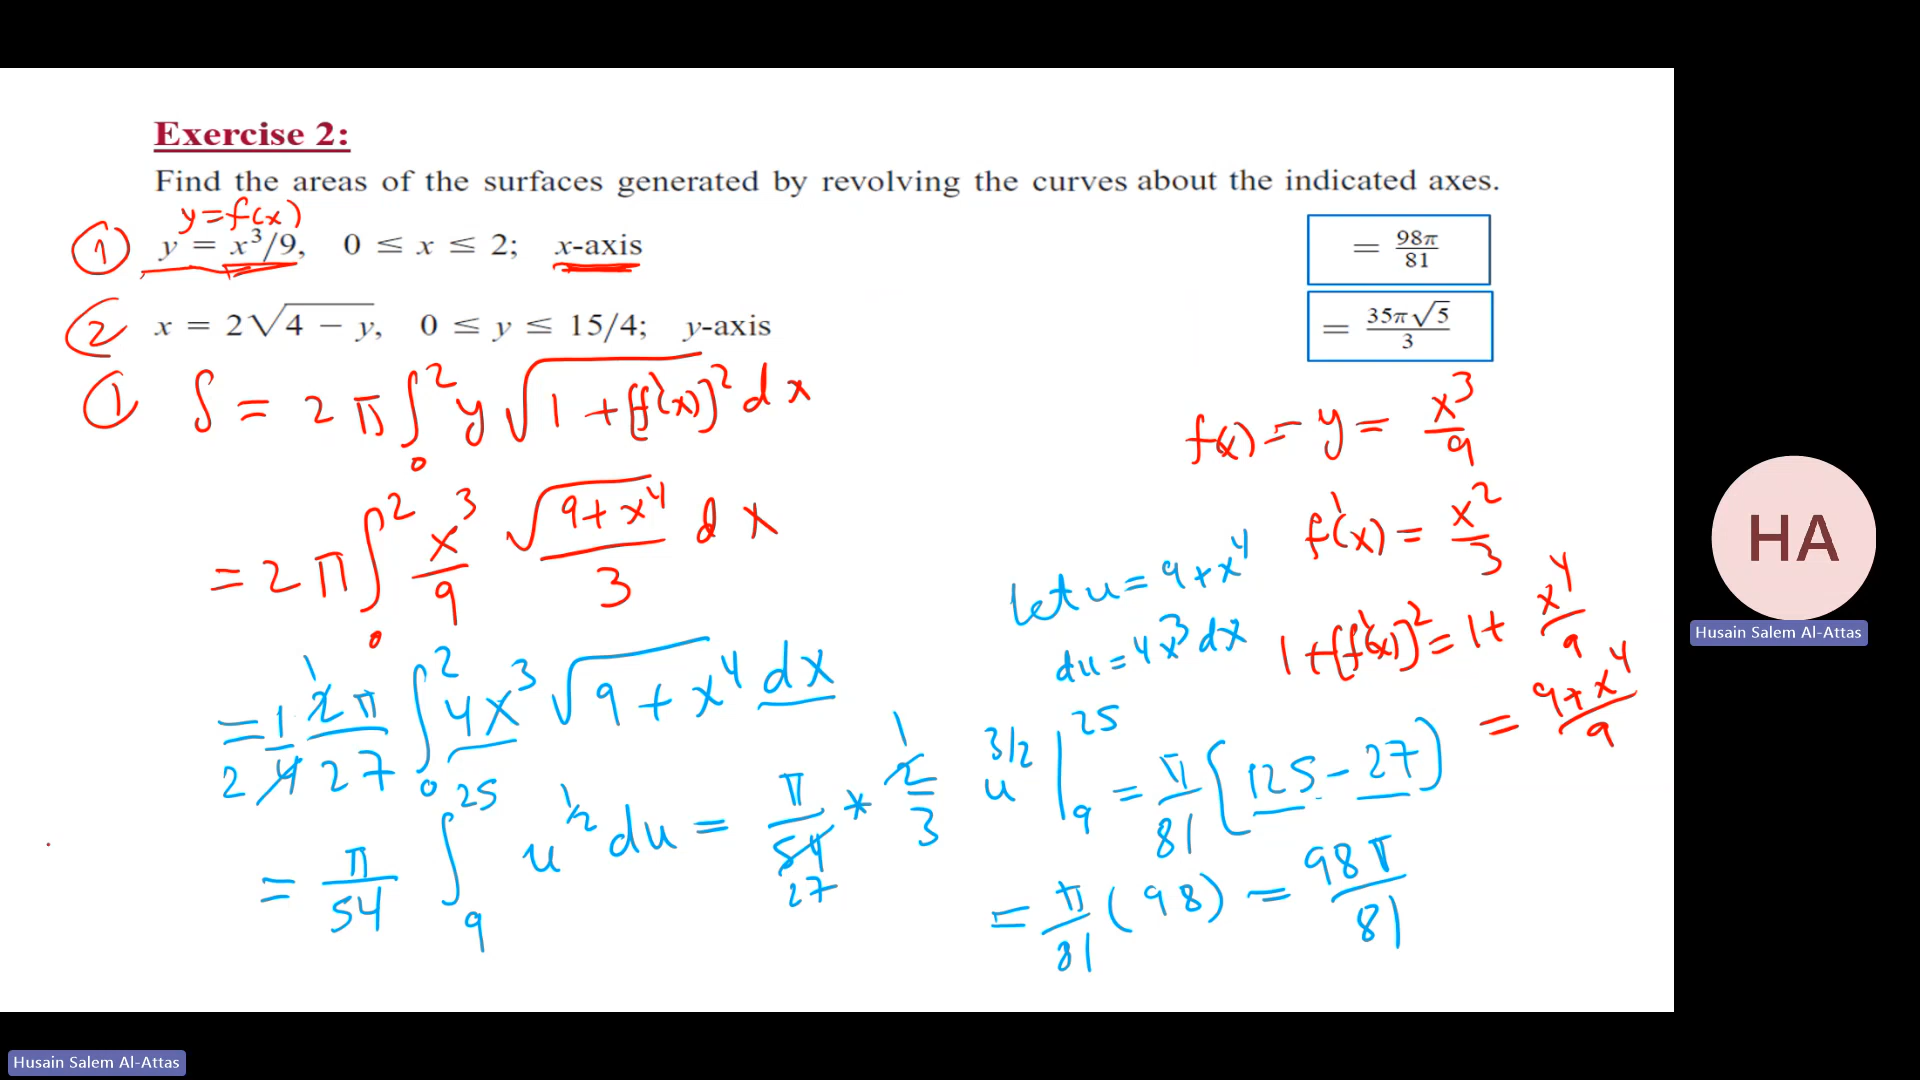 Exercise 2:
Find the areas of the surfaces generated by revolving the curves about the indicated axes.
y = f(x)
① y = x³/9, 0 ≤ x ≤ 2; x-axis
= 98π/81
② x = 2√(4 − y), 0 ≤ y ≤ 15/4; y-axis
= 35π√5/3
① S = 2π ∫₀² y √(1 + [f'(x)]²) dx
= 2π ∫₀² x³/9 √(9 + x⁴)/3 dx
= 1/4 2π/27 ∫₀² 4x³ √(9 + x⁴) dx
2 1
= π/54 ∫₉²⁵ u^(1/2) du = π/54 * 2/3 u^(3/2) |₉²⁵ = π/81 [125 − 27]
27 1
= π/81 (98) = 98π/81
f(x) = y = x³/9
f'(x) = x²/3
1 + [f'(x)]² = 1 + x⁴/9
= 9 + x⁴/9
let u = 9 + x⁴
du = 4x³ dx
HA
Husain Salem Al-Attas
Husain Salem Al-Attas